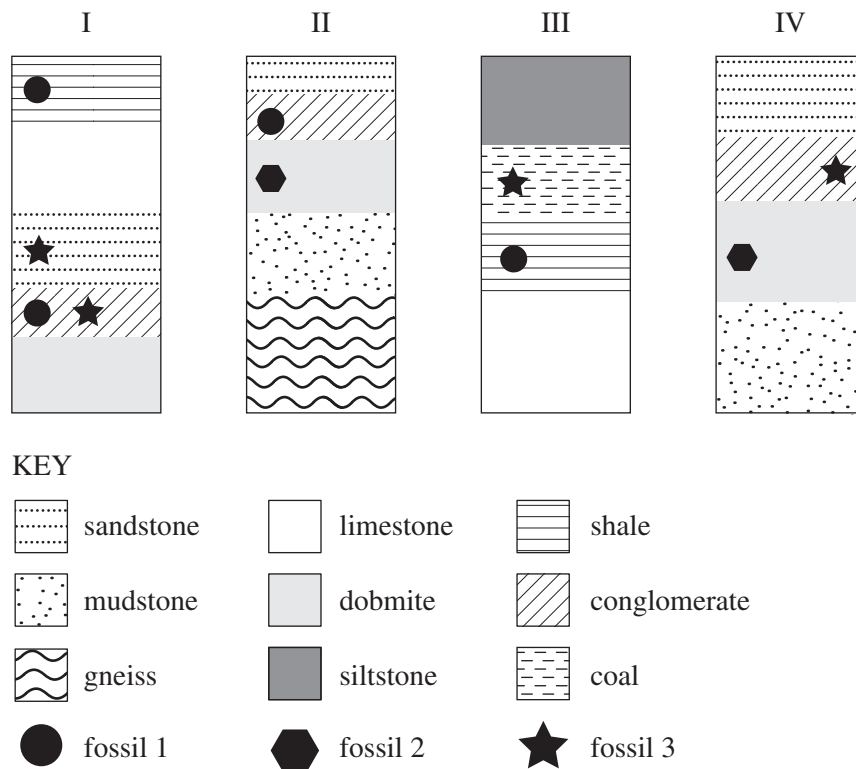 I II III IV
KEY
sandstone limestone shale
mudstone dobmite conglomerate
gneiss siltstone coal
fossil 1 fossil 2 fossil 3